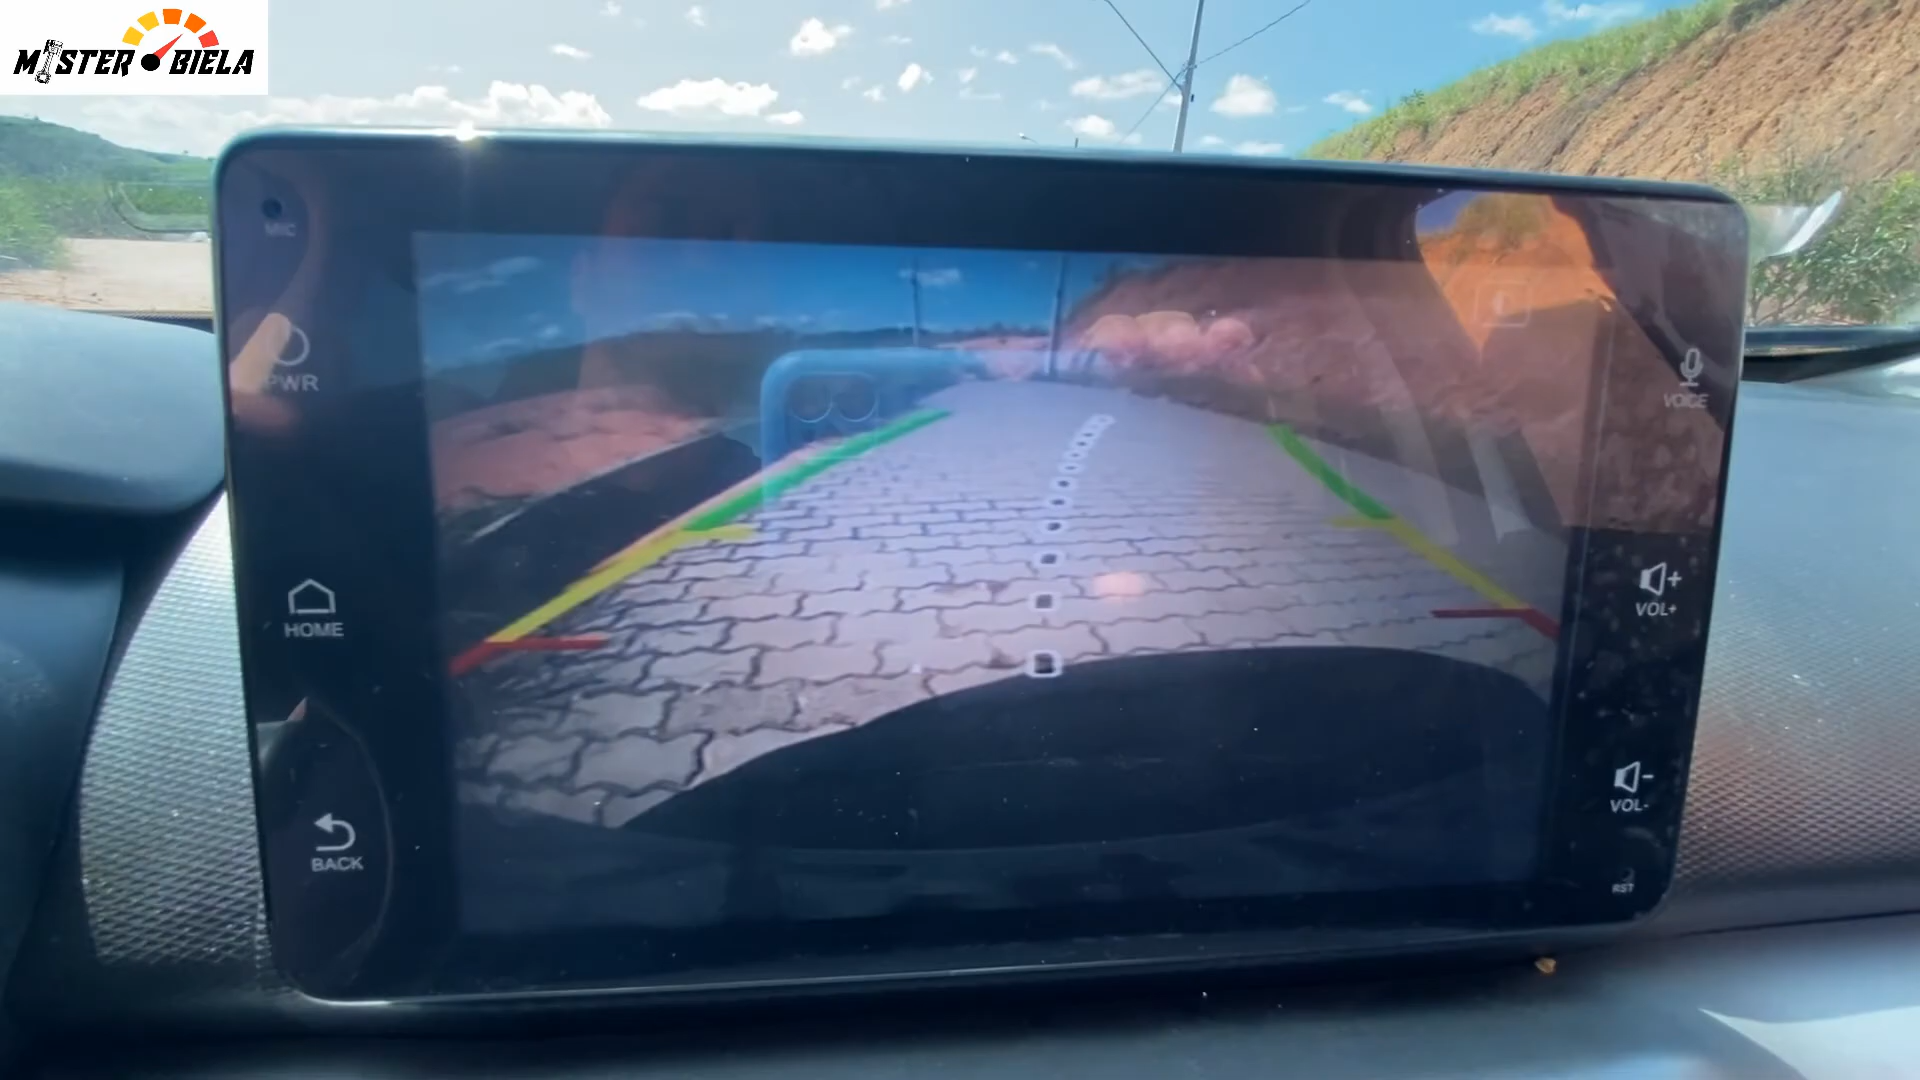 MISTER BIELA
MIC
PWR
VOICE
HOME
VOL+
VOL-
BACK
RST